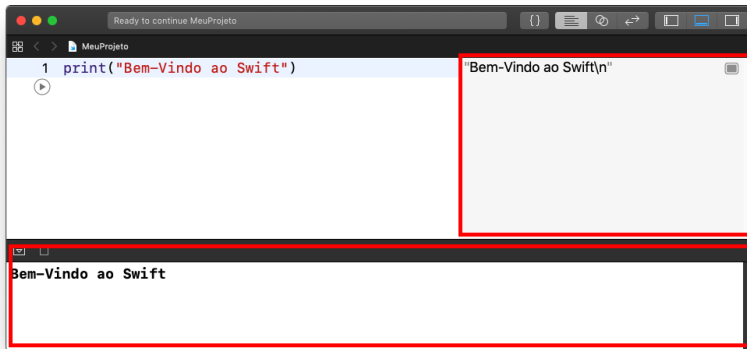 Ready to continue MeuProjeto
{}
MeuProjeto
1 print("Bem-Vindo ao Swift")
"Bem-Vindo ao Swift\n"
Bem-Vindo ao Swift